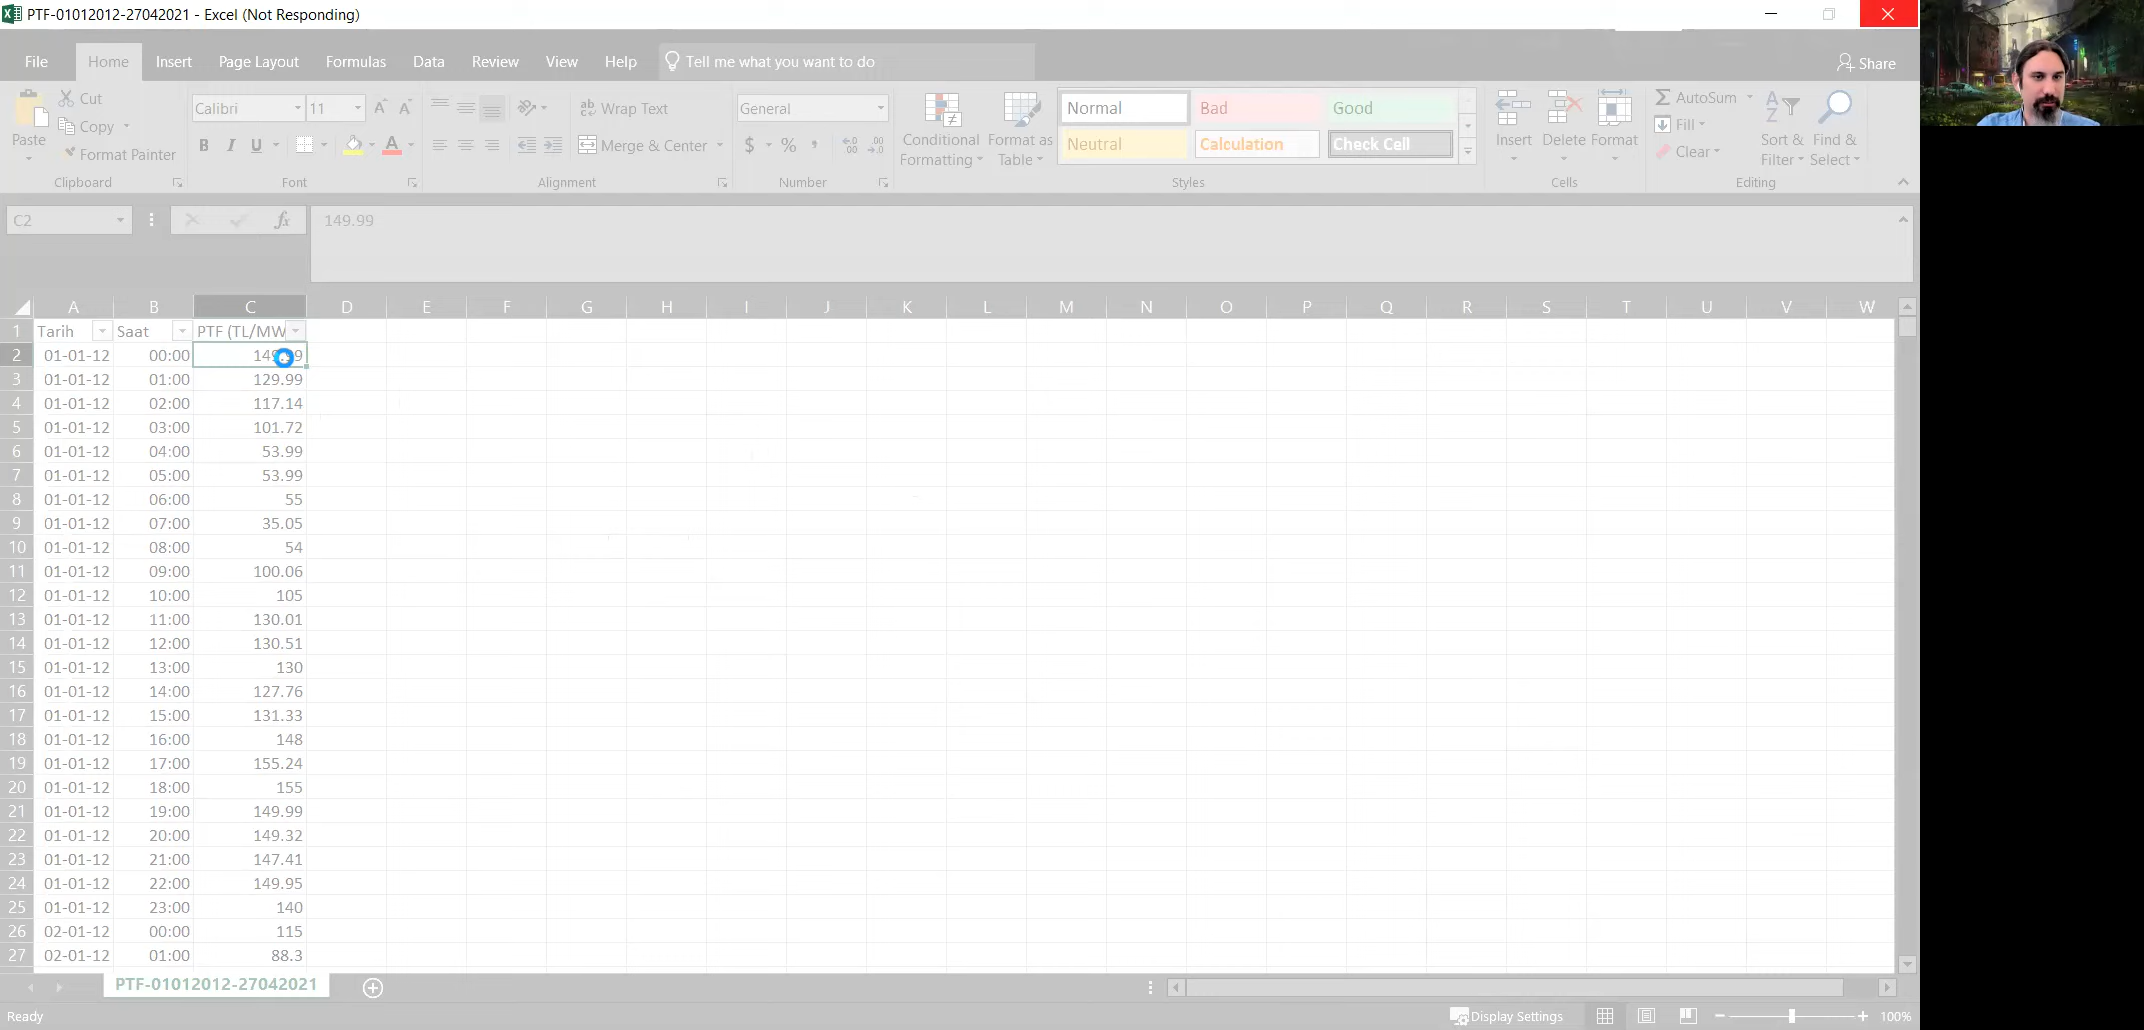 PTF-01012012-27042021 - Excel (Not Responding)
File Home Insert Page Layout Formulas Data Review View Help Tell me what you want to do Share
Cut
Copy
Format Painter
Paste
Clipboard
Calibri 11
B I U
Font
ab Wrap Text
Merge & Center
Alignment
General
$ % ,
Number
Conditional Formatting
Format as Table
Normal Bad Good
Neutral Calculation Check Cell
Styles
Insert Delete Format
Cells
AutoSum
Fill
Clear
Sort & Filter
Find & Select
Editing
C2 fx 149.99
A B C D E F G H I J K L M N O P Q R S T U V W
1 Tarih Saat PTF (TL/MW
2 01-01-12 00:00
3 01-01-12 01:00 129.99
4 01-01-12 02:00 117.14
5 01-01-12 03:00 101.72
6 01-01-12 04:00 53.99
7 01-01-12 05:00 53.99
8 01-01-12 06:00 55
9 01-01-12 07:00 35.05
10 01-01-12 08:00 54
11 01-01-12 09:00 100.06
12 01-01-12 10:00 105
13 01-01-12 11:00 130.01
14 01-01-12 12:00 130.51
15 01-01-12 13:00 130
16 01-01-12 14:00 127.76
17 01-01-12 15:00 131.33
18 01-01-12 16:00 148
19 01-01-12 17:00 155.24
20 01-01-12 18:00 155
21 01-01-12 19:00 149.99
22 01-01-12 20:00 149.32
23 01-01-12 21:00 147.41
24 01-01-12 22:00 149.95
25 01-01-12 23:00 140
26 02-01-12 00:00 115
27 02-01-12 01:00 88.3
PTF-01012012-27042021
Ready Display Settings 100%